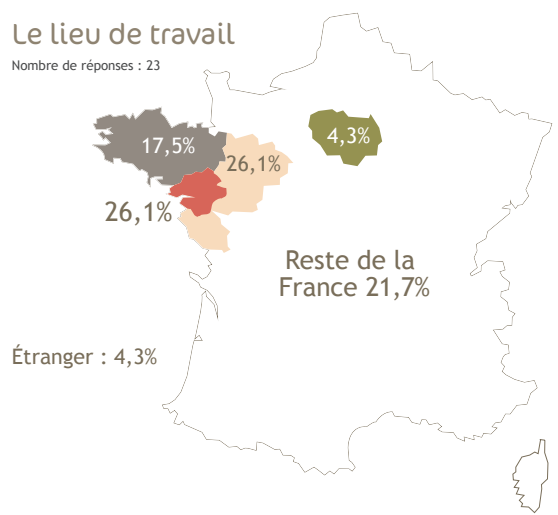 Le lieu de travail
Nombre de réponses : 23
4,3%
17,5%
26,1%
26,1%
Reste de la
France 21,7%
Étranger : 4,3%